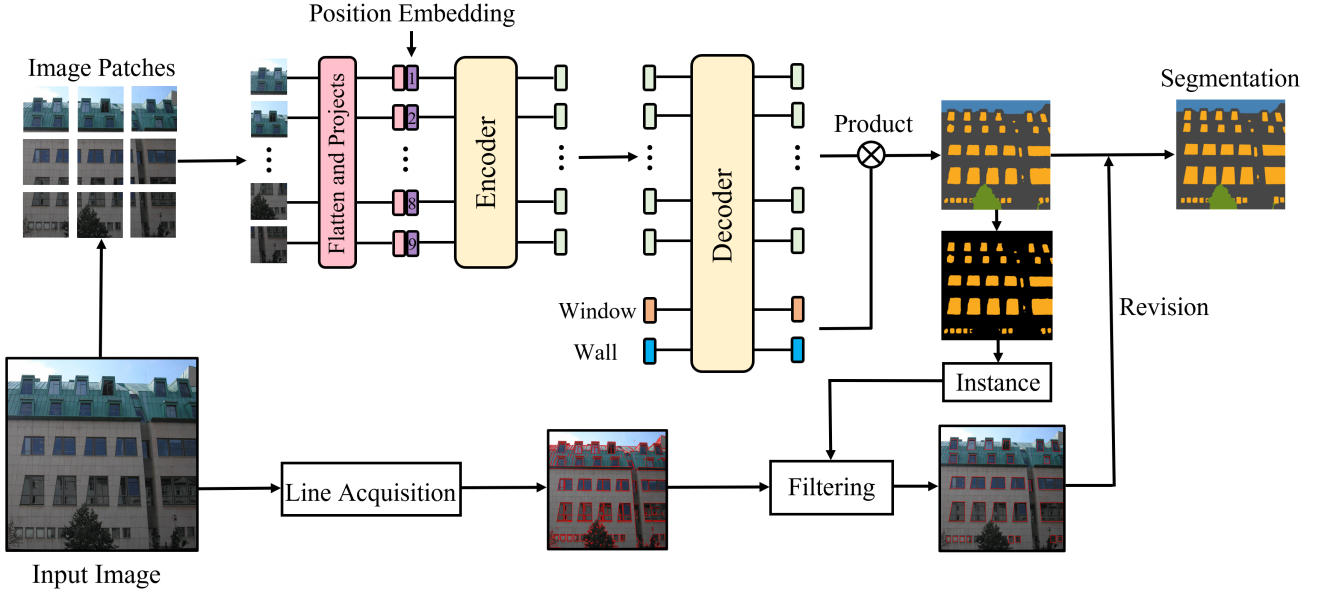 Position Embedding
Image Patches
Segmentation
Flatten and Projects
1
2
8
9
Encoder
Decoder
Product
Window
Wall
Revision
Instance
Line Acquisition
Filtering
Input Image